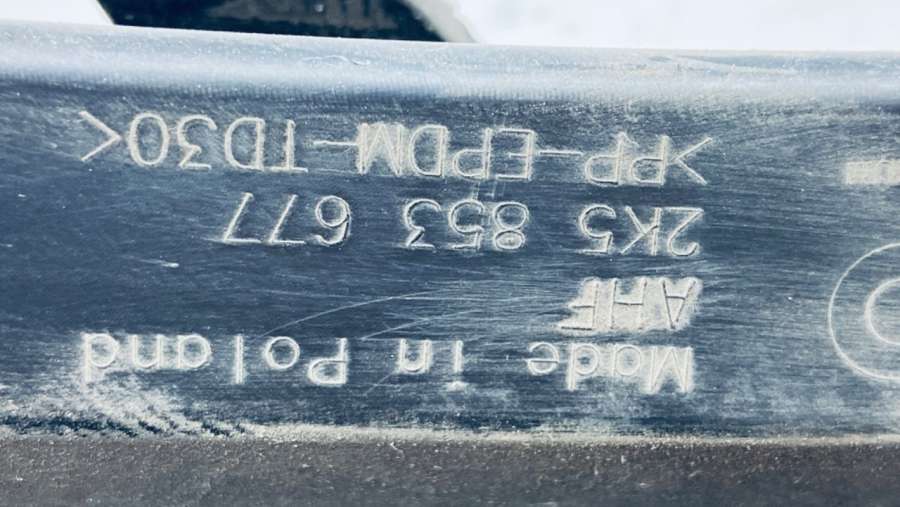 Made in Poland
AHF
2K5 853 677
>PP-EPDM-TD30<